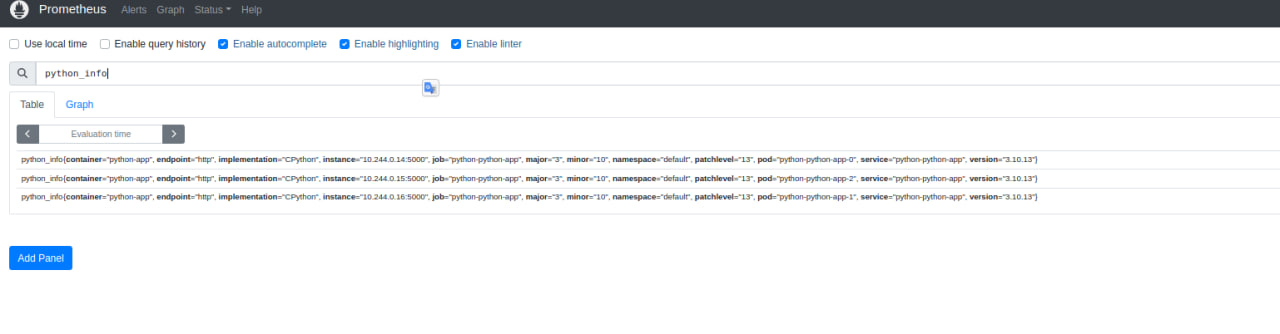 Prometheus Alerts Graph Status Help
Use local time Enable query history Enable autocomplete Enable highlighting Enable linter
python_info
Table Graph
Evaluation time
python_info{container="python-app", endpoint="http", implementation="CPython", instance="10.244.0.14:5000", job="python-python-app", major="3", minor="10", namespace="default", patchlevel="13", pod="python-python-app-0", service="python-python-app", version="3.10.13"}
python_info{container="python-app", endpoint="http", implementation="CPython", instance="10.244.0.15:5000", job="python-python-app", major="3", minor="10", namespace="default", patchlevel="13", pod="python-python-app-2", service="python-python-app", version="3.10.13"}
python_info{container="python-app", endpoint="http", implementation="CPython", instance="10.244.0.16:5000", job="python-python-app", major="3", minor="10", namespace="default", patchlevel="13", pod="python-python-app-1", service="python-python-app", version="3.10.13"}
Add Panel